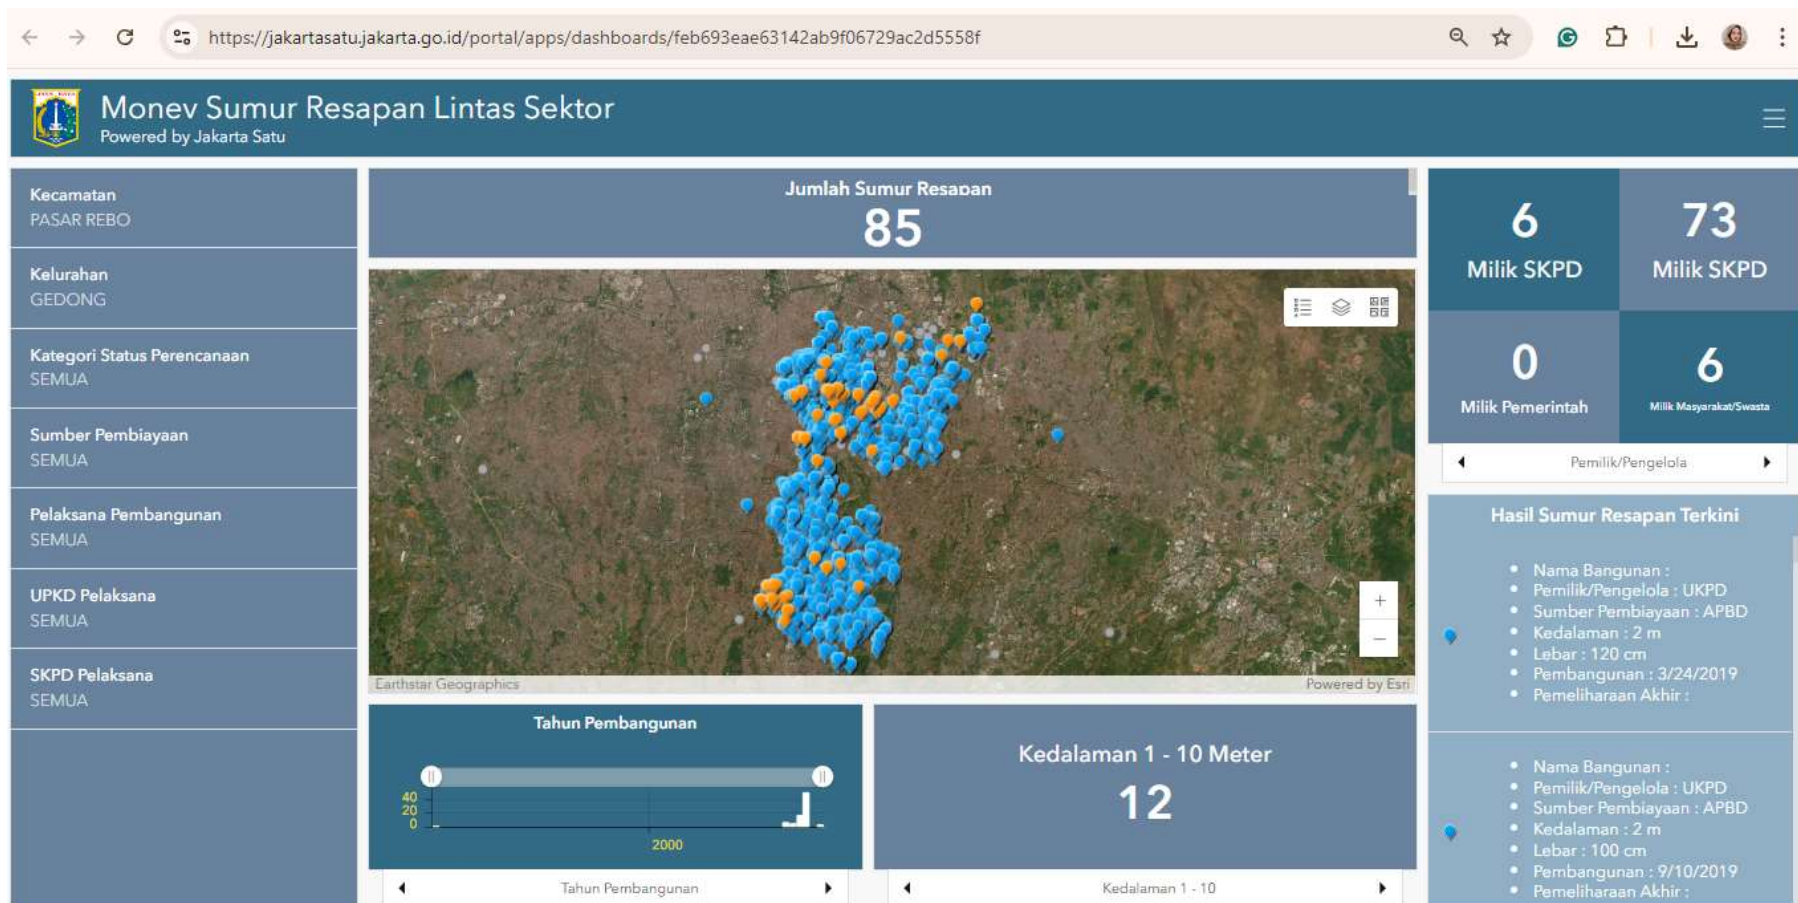 https://jakartasatu.jakarta.go.id/portal/apps/dashboards/feb693eae63142ab9f06729ac2d5558f
Monev Sumur Resapan Lintas Sektor
Powered by Jakarta Satu
Kecamatan
PASAR REBO
Kelurahan
GEDONG
Kategori Status Perencanaan
SEMUA
Sumber Pembiayaan
SEMUA
Pelaksana Pembangunan
SEMUA
UPKD Pelaksana
SEMUA
SKPD Pelaksana
SEMUA
Jumlah Sumur Resapan
85
Earthstar Geographics
Powered by Esri
Tahun Pembangunan
40
20
0
2000
Tahun Pembangunan
Kedalaman 1 - 10 Meter
12
Kedalaman 1 - 10
6
Milik SKPD
73
Milik SKPD
0
Milik Pemerintah
6
Milik Masyarakat/Swasta
Pemilik/Pengelola
Hasil Sumur Resapan Terkini
Nama Bangunan :
Pemilik/Pengelola : UKPD
Sumber Pembiayaan : APBD
Kedalaman : 2 m
Lebar : 120 cm
Pembangunan : 3/24/2019
Pemeliharaan Akhir :
Nama Bangunan :
Pemilik/Pengelola : UKPD
Sumber Pembiayaan : APBD
Kedalaman : 2 m
Lebar : 100 cm
Pembangunan : 9/10/2019
Pemeliharaan Akhir :